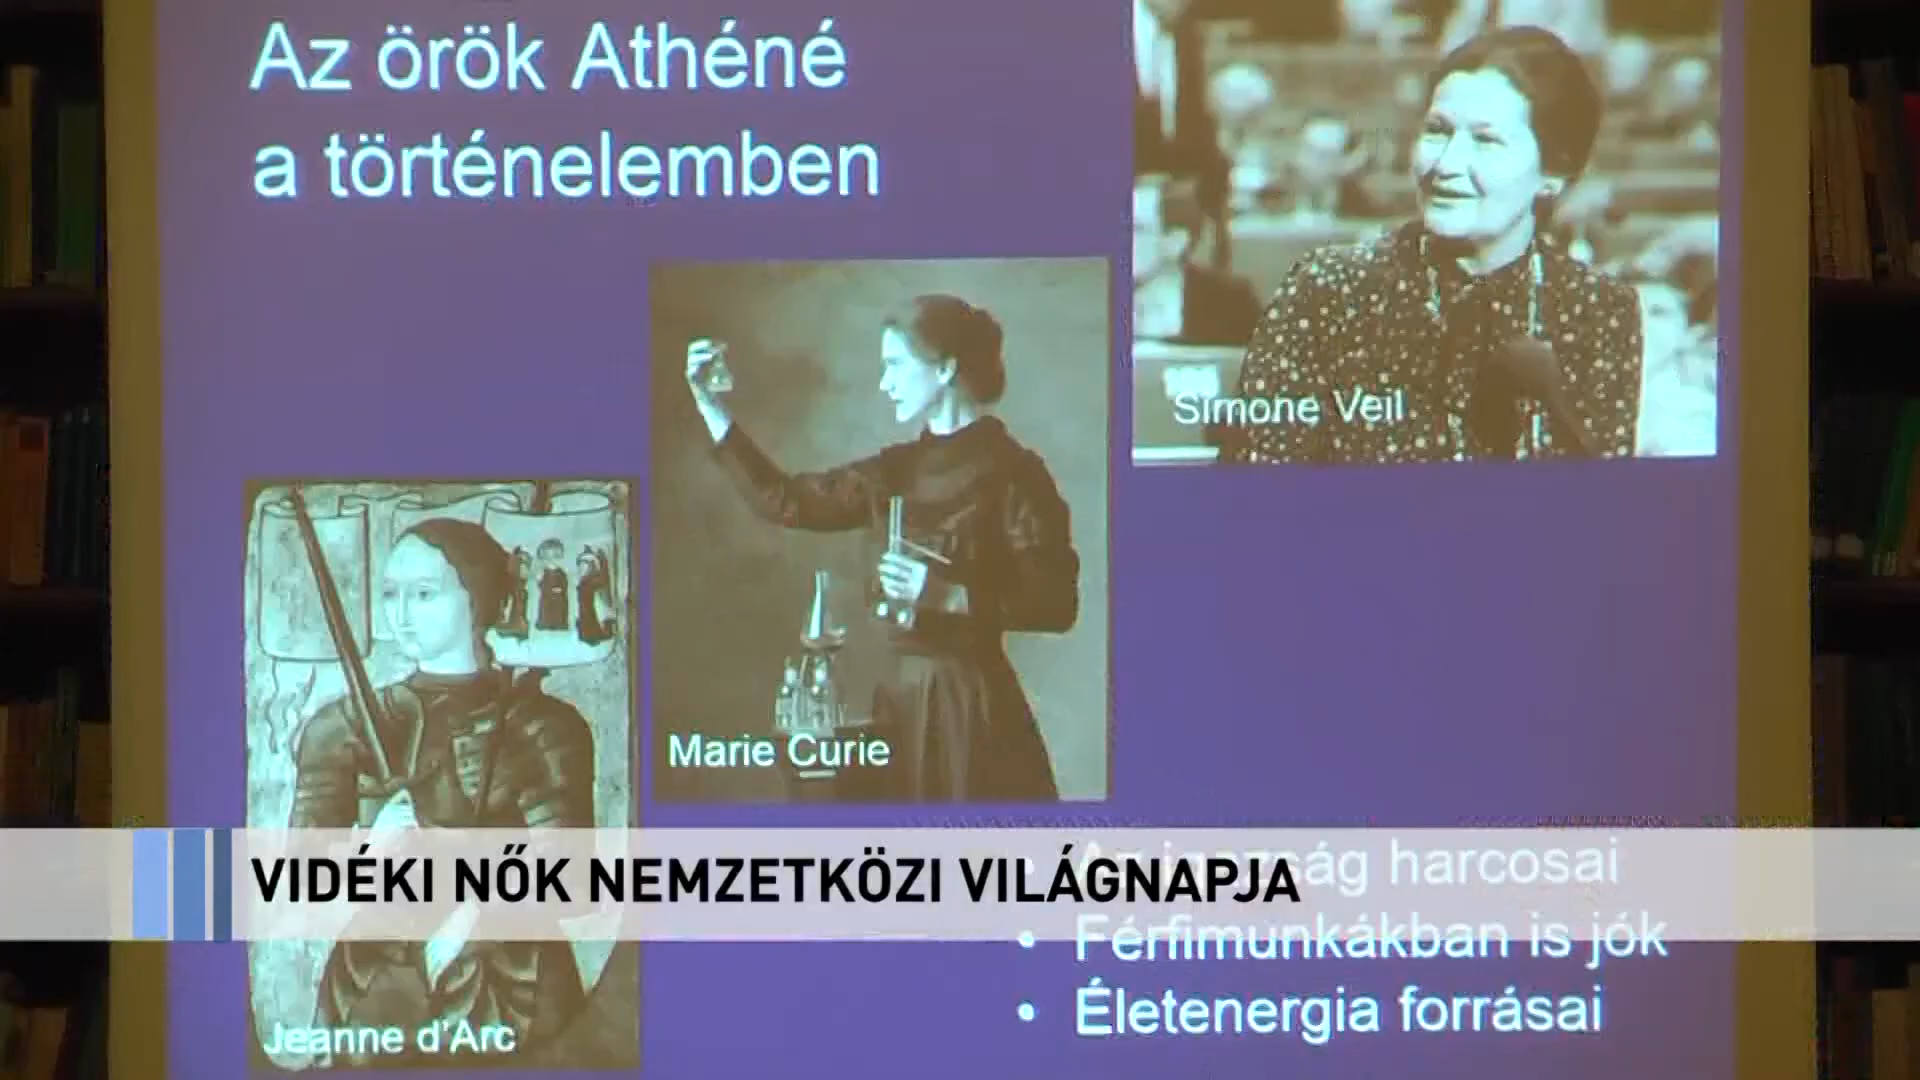 Az örök Athéné
a történelemben
Simone Veil
Marie Curie
Jeanne d'Arc
VIDÉKI NŐK NEMZETKÖZI VILÁGNAPJA
• Az igazság harcosai
• Férfimunkákban is jók
• Életenergia forrásai